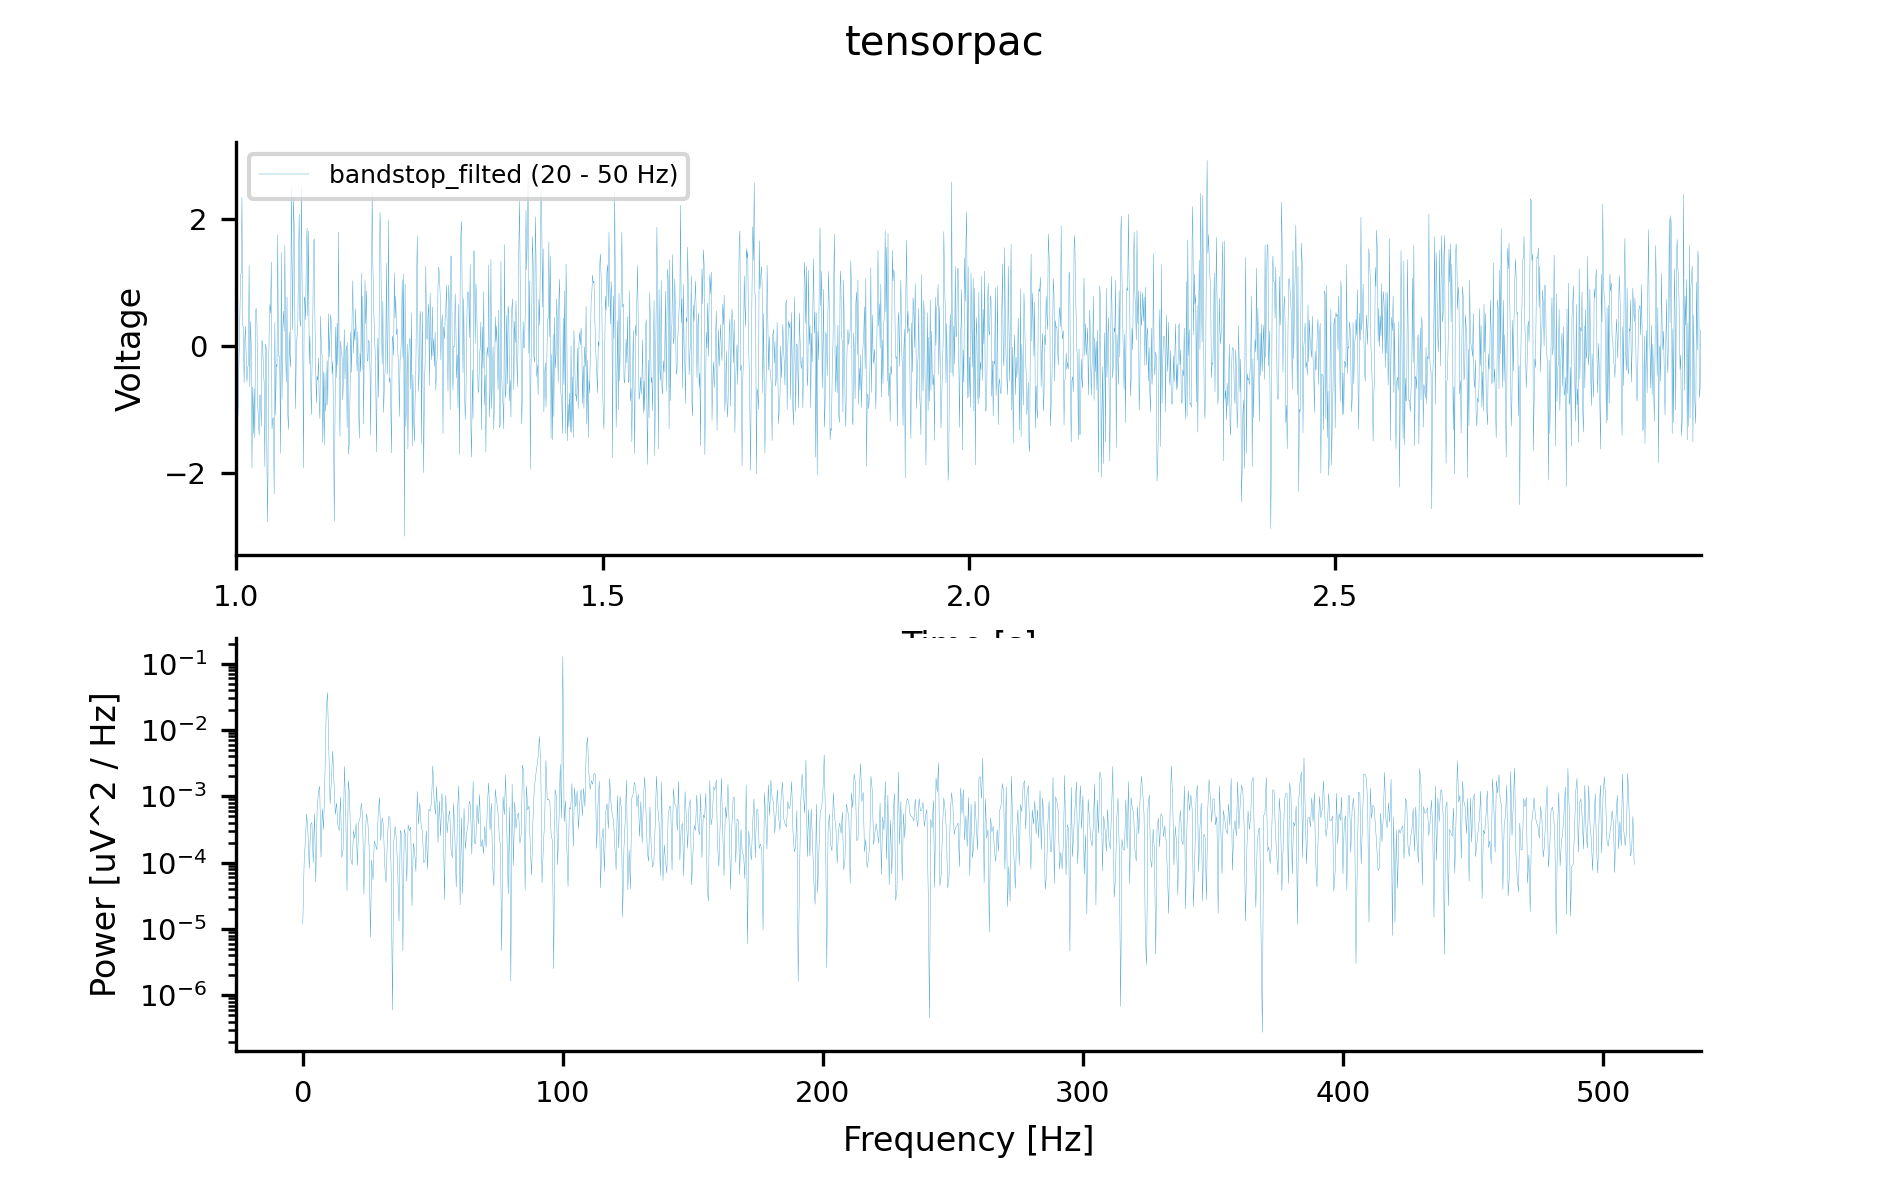 tensorpac
bandstop_filted (20 - 50 Hz)
Voltage
2
0
−2
1.0 1.5 2.0 2.5
Time [s]
Power [uV^2 / Hz]
10⁻¹
10⁻²
10⁻³
10⁻⁴
10⁻⁵
10⁻⁶
0 100 200 300 400 500
Frequency [Hz]